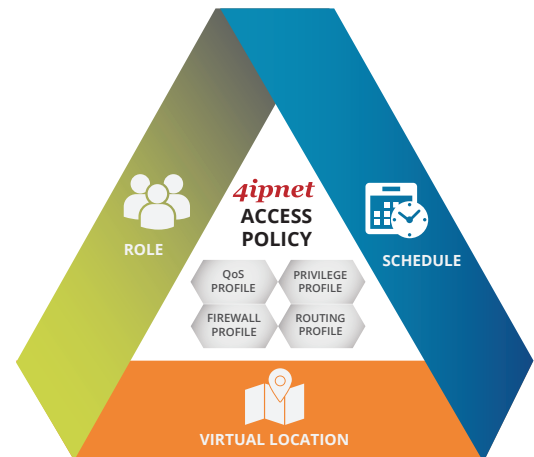 4ipnet
ACCESS
POLICY
ROLE
SCHEDULE
QoS
PROFILE
PRIVILEGE
PROFILE
FIREWALL
PROFILE
ROUTING
PROFILE
VIRTUAL LOCATION